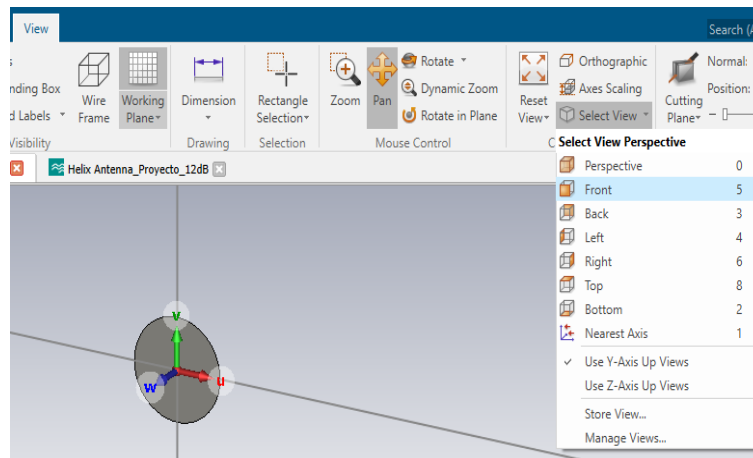 View
Search (A
Rotate
Orthographic
Normal:
nding Box
Dynamic Zoom
Axes Scaling
Position:
d Labels
Wire
Frame
Working
Plane
Dimension
Rectangle
Selection
Zoom
Pan
Rotate in Plane
Reset
View
Select View
Cutting
Plane
Visibility
Drawing
Selection
Mouse Control
Select View Perspective
Helix Antenna_Proyecto_12dB
Perspective 0
Front 5
Back 3
Left 4
Right 6
Top 8
Bottom 2
Nearest Axis 1
Use Y-Axis Up Views
Use Z-Axis Up Views
Store View...
Manage Views...
v
u
w